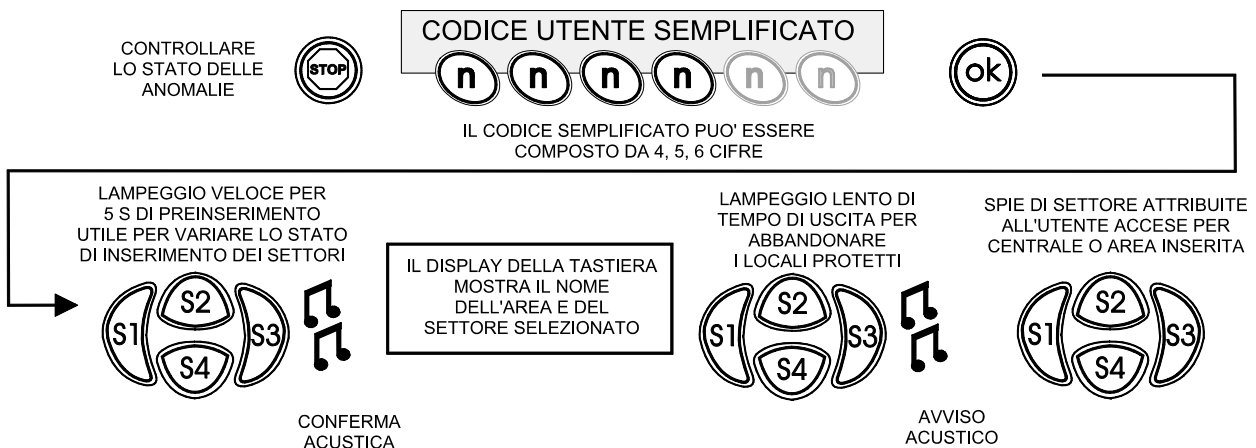 CONTROLLARE
LO STATO DELLE
ANOMALIE
STOP
CODICE UTENTE SEMPLIFICATO
n n n n n n
ok
IL CODICE SEMPLIFICATO PUO' ESSERE
COMPOSTO DA 4, 5, 6 CIFRE
LAMPEGGIO VELOCE PER
5 S DI PREINSERIMENTO
UTILE PER VARIARE LO STATO
DI INSERIMENTO DEI SETTORI
S1 S2 S3 S4
CONFERMA
ACUSTICA
IL DISPLAY DELLA TASTIERA
MOSTRA IL NOME
DELL'AREA E DEL
SETTORE SELEZIONATO
LAMPEGGIO LENTO DI
TEMPO DI USCITA PER
ABBANDONARE
I LOCALI PROTETTI
S1 S2 S3 S4
AVVISO
ACUSTICO
SPIE DI SETTORE ATTRIBUITE
ALL'UTENTE ACCESE PER
CENTRALE O AREA INSERITA
S1 S2 S3 S4